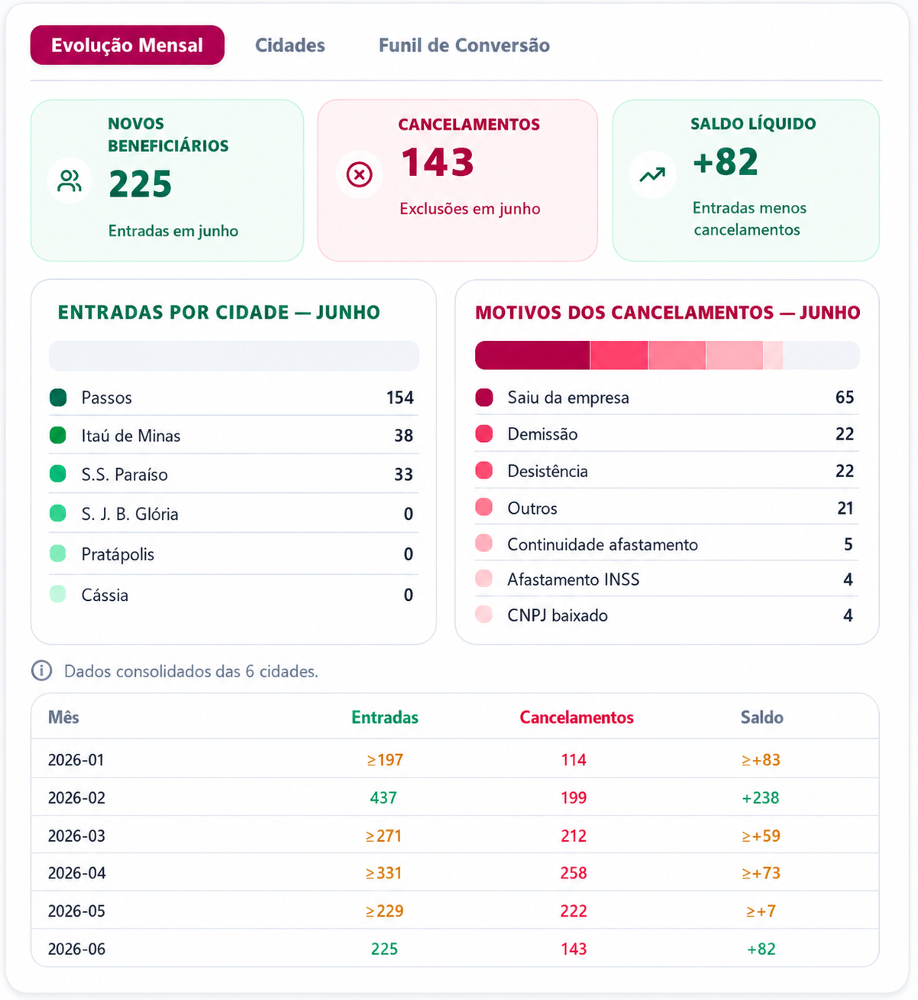 Evolução Mensal Cidades Funil de Conversão
NOVOS
BENEFICIÁRIOS
225
Entradas em junho
CANCELAMENTOS
143
Exclusões em junho
SALDO LÍQUIDO
+82
Entradas menos
cancelamentos
ENTRADAS POR CIDADE — JUNHO
Passos 154
Itaú de Minas 38
S.S. Paraíso 33
S. J. B. Glória 0
Pratápolis 0
Cássia 0
MOTIVOS DOS CANCELAMENTOS — JUNHO
Saiu da empresa 65
Demissão 22
Desistência 22
Outros 21
Continuidade afastamento 5
Afastamento INSS 4
CNPJ baixado 4
Dados consolidados das 6 cidades.
Mês Entradas Cancelamentos Saldo
2026-01 ≥197 114 ≥+83
2026-02 437 199 +238
2026-03 ≥271 212 ≥+59
2026-04 ≥331 258 ≥+73
2026-05 ≥229 222 ≥+7
2026-06 225 143 +82